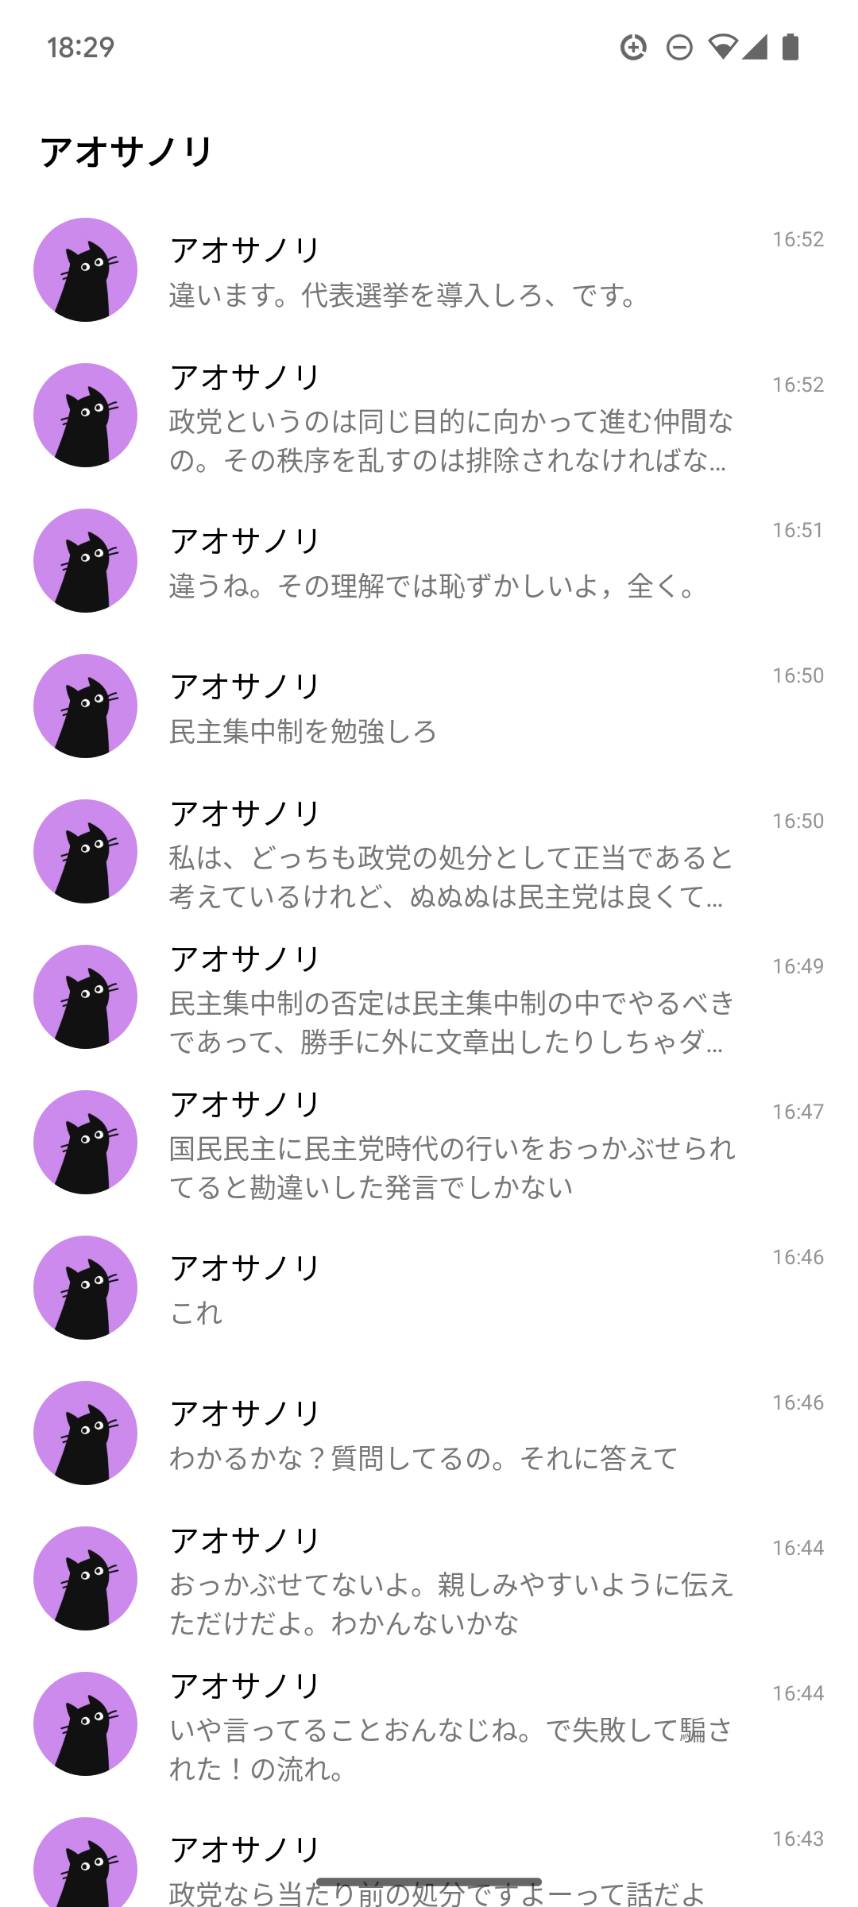 18:29
アオサノリ
アオサノリ
16:52
違います。代表選挙を導入しろ、です。
アオサノリ
16:52
政党というのは同じ目的に向かって進む仲間な
の。その秩序を乱すのは排除されなければな...
アオサノリ
16:51
違うね。その理解では恥ずかしいよ，全く。
アオサノリ
16:50
民主集中制を勉強しろ
アオサノリ
16:50
私は、どっちも政党の処分として正当であると
考えているけれど、ぬぬぬは民主党は良くて...
アオサノリ
16:49
民主集中制の否定は民主集中制の中でやるべき
であって、勝手に外に文章出したりしちゃダ...
アオサノリ
16:47
国民民主に民主党時代の行いをおっかぶせられ
てると勘違いした発言でしかない
アオサノリ
16:46
これ
アオサノリ
16:46
わかるかな？質問してるの。それに答えて
アオサノリ
16:44
おっかぶせてないよ。親しみやすいように伝え
ただけだよ。わかんないかな
アオサノリ
16:44
いや言ってることおんなじね。で失敗して騙さ
れた！の流れ。
アオサノリ
16:43
政党なら当たり前の処分ですよーって話だよ